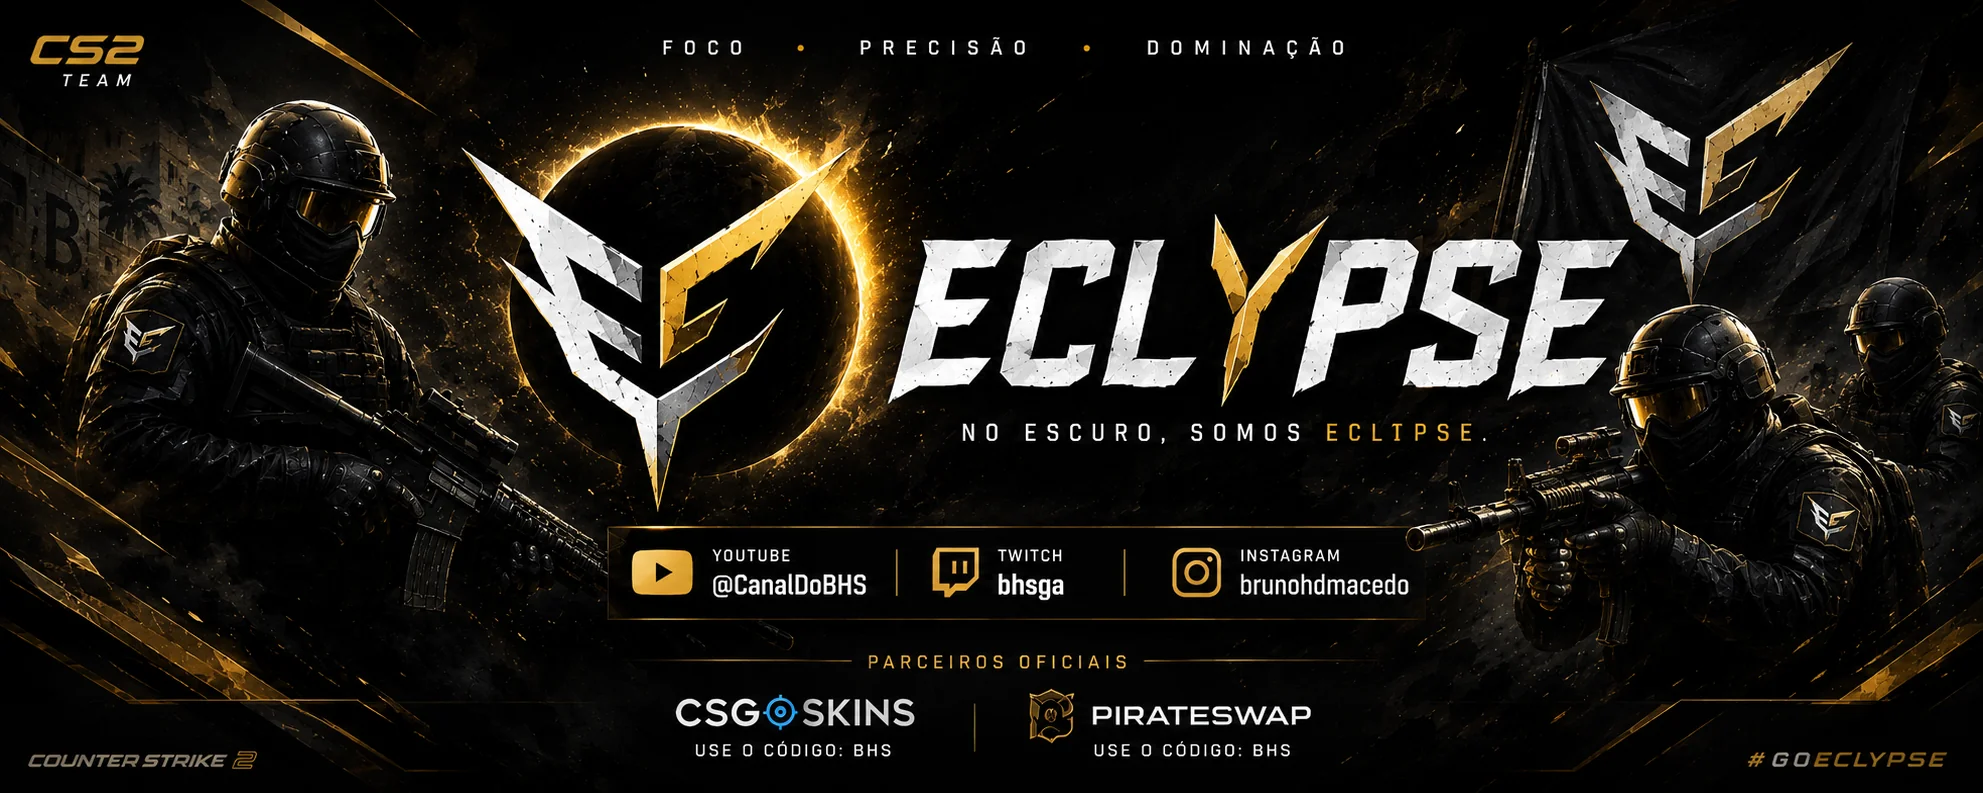 CS2
TEAM
FOCO • PRECISÃO • DOMINAÇÃO
B
ECLYPSE
NO ESCURO, SOMOS ECLIPSE.
YOUTUBE
@CanalDoBHS
TWITCH
bhsga
INSTAGRAM
brunohdmacedo
PARCEIROS OFICIAIS
CSGOSKINS
USE O CÓDIGO: BHS
PIRATESWAP
USE O CÓDIGO: BHS
COUNTER STRIKE 2
#GOECLYPSE